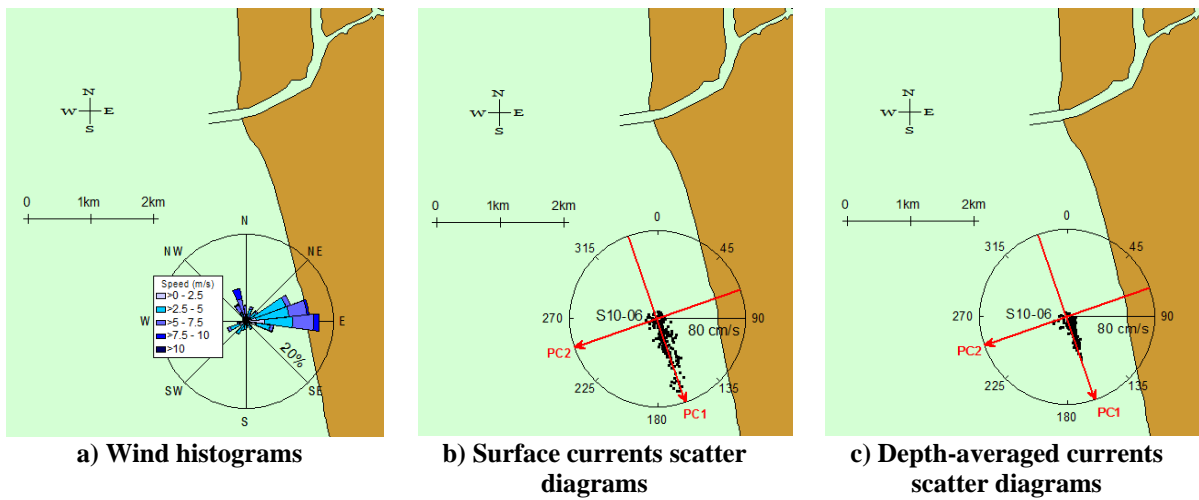 N
W E
S
0 1km 2km
N
NW NE
Speed (m/s)
>0 - 2.5
>2.5 - 5
>5 - 7.5
>7.5 - 10
>10
W E
20%
SW SE
S
a) Wind histograms
N
W E
S
0 1km 2km
0
315 45
S10-06
270 90
80 cm/s
PC2
225 135
180 PC1
b) Surface currents scatter
diagrams
N
W E
S
0 1km 2km
0
315 45
S10-06
270 90
80 cm/s
PC2
225 135
180 PC1
c) Depth-averaged currents
scatter diagrams